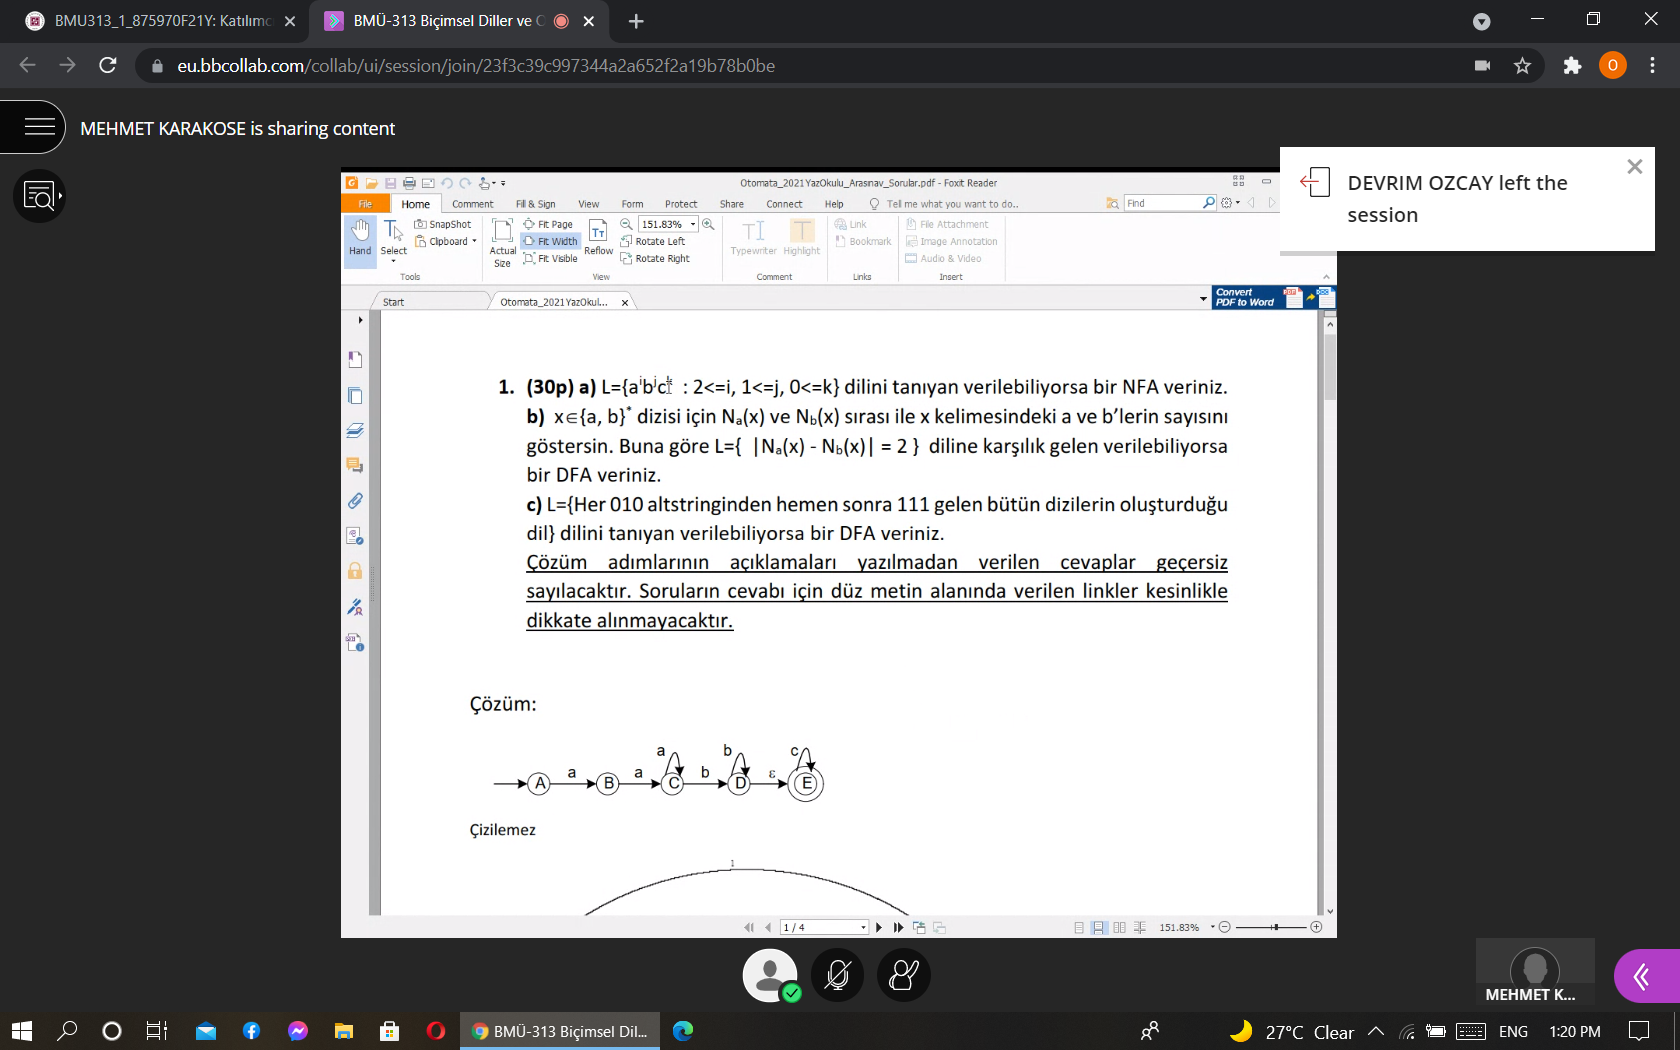 BMU313_1_875970F21Y: Katılımc
BMÜ-313 Biçimsel Diller ve O
eu.bbcollab.com/collab/ui/session/join/23f3c39c997344a2a652f2a19b78b0be
O
MEHMET KARAKOSE is sharing content
DEVRIM OZCAY left the
session
Otomata_2021YazOkulu_Arasınav_Sorular.pdf - Foxit Reader
File Home Comment Fill & Sign View Form Protect Share Connect Help Tell me what you want to do.. Find
Hand
Select
SnapShot
Clipboard
Tools
Actual
Size
Fit Page
Fit Width
Fit Visible
Reflow
151.83%
Rotate Left
Rotate Right
View
Typewriter
Highlight
Comment
Link
Bookmark
Links
File Attachment
Image Annotation
Audio & Video
Insert
Start
Otomata_2021YazOkul...
Convert
PDF to Word
1. (30p) a) L={aⁱbʲcᵏ : 2<=i, 1<=j, 0<=k} dilini tanıyan verilebiliyorsa bir NFA veriniz.
b) x∈{a, b}* dizisi için Nₐ(x) ve N_b(x) sırası ile x kelimesindeki a ve b’lerin sayısını
göstersin. Buna göre L={ |Nₐ(x) - N_b(x)| = 2 } diline karşılık gelen verilebiliyorsa
bir DFA veriniz.
c) L={Her 010 altstringinden hemen sonra 111 gelen bütün dizilerin oluşturduğu
dil} dilini tanıyan verilebiliyorsa bir DFA veriniz.
Çözüm adımlarının açıklamaları yazılmadan verilen cevaplar geçersiz
sayılacaktır. Soruların cevabı için düz metin alanında verilen linkler kesinlikle
dikkate alınmayacaktır.
Çözüm:
a b c
a a b ε
A B C D E
Çizilemez
1
1 / 4
151.83%
MEHMET K...
BMÜ-313 Biçimsel Dil...
27°C Clear
ENG
1:20 PM